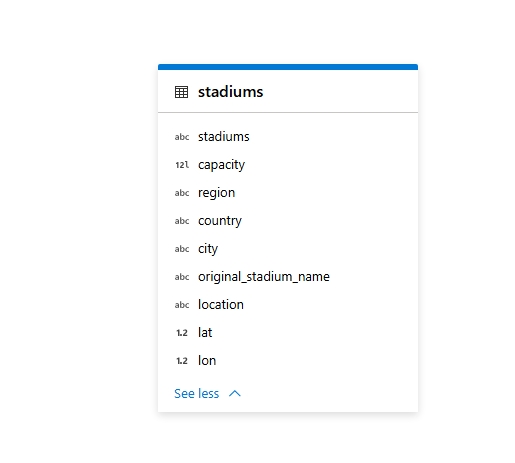 stadiums
abc stadiums
12l capacity
abc region
abc country
abc city
abc original_stadium_name
abc location
1.2 lat
1.2 lon
See less